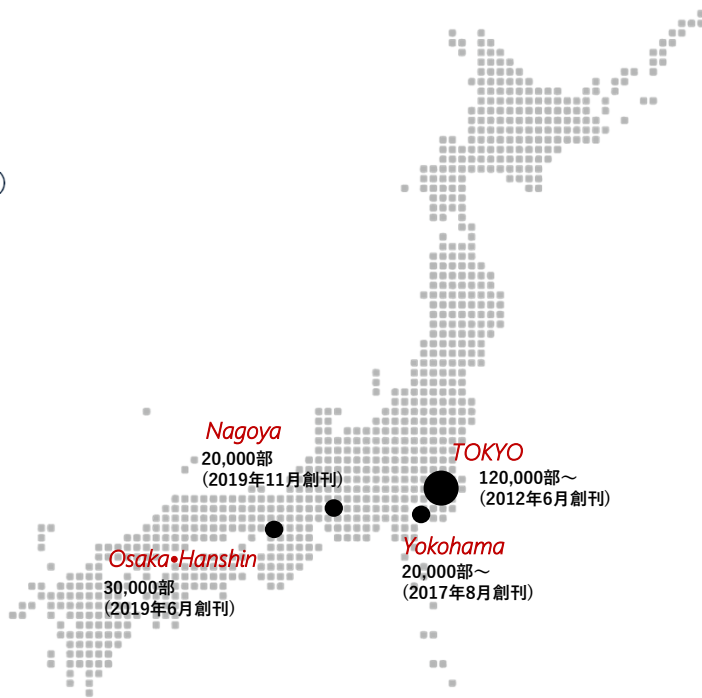 Nagoya
20,000部
(2019年11月創刊)
TOKYO
120,000部～
(2012年6月創刊)
Yokohama
20,000部～
(2017年8月創刊)
Osaka•Hanshin
30,000部
(2019年6月創刊)